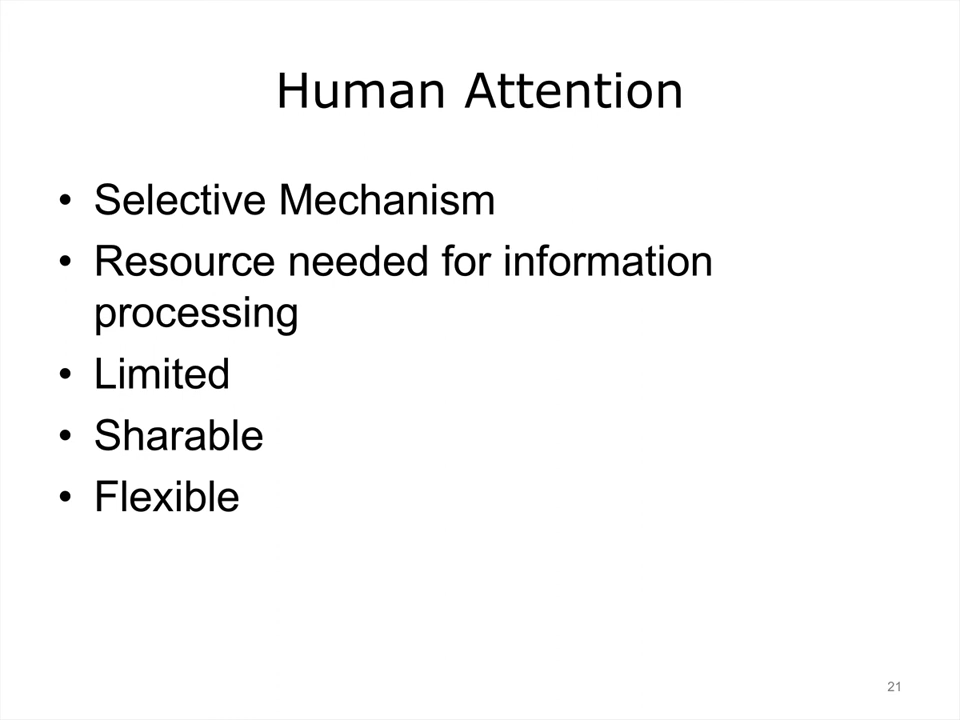 Human Attention
• Selective Mechanism
• Resource needed for information
processing
• Limited
• Sharable
• Flexible
21